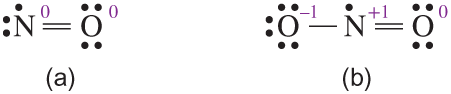 N 0 = O 0    O –1 — N +1 = O 0
(a)    (b)